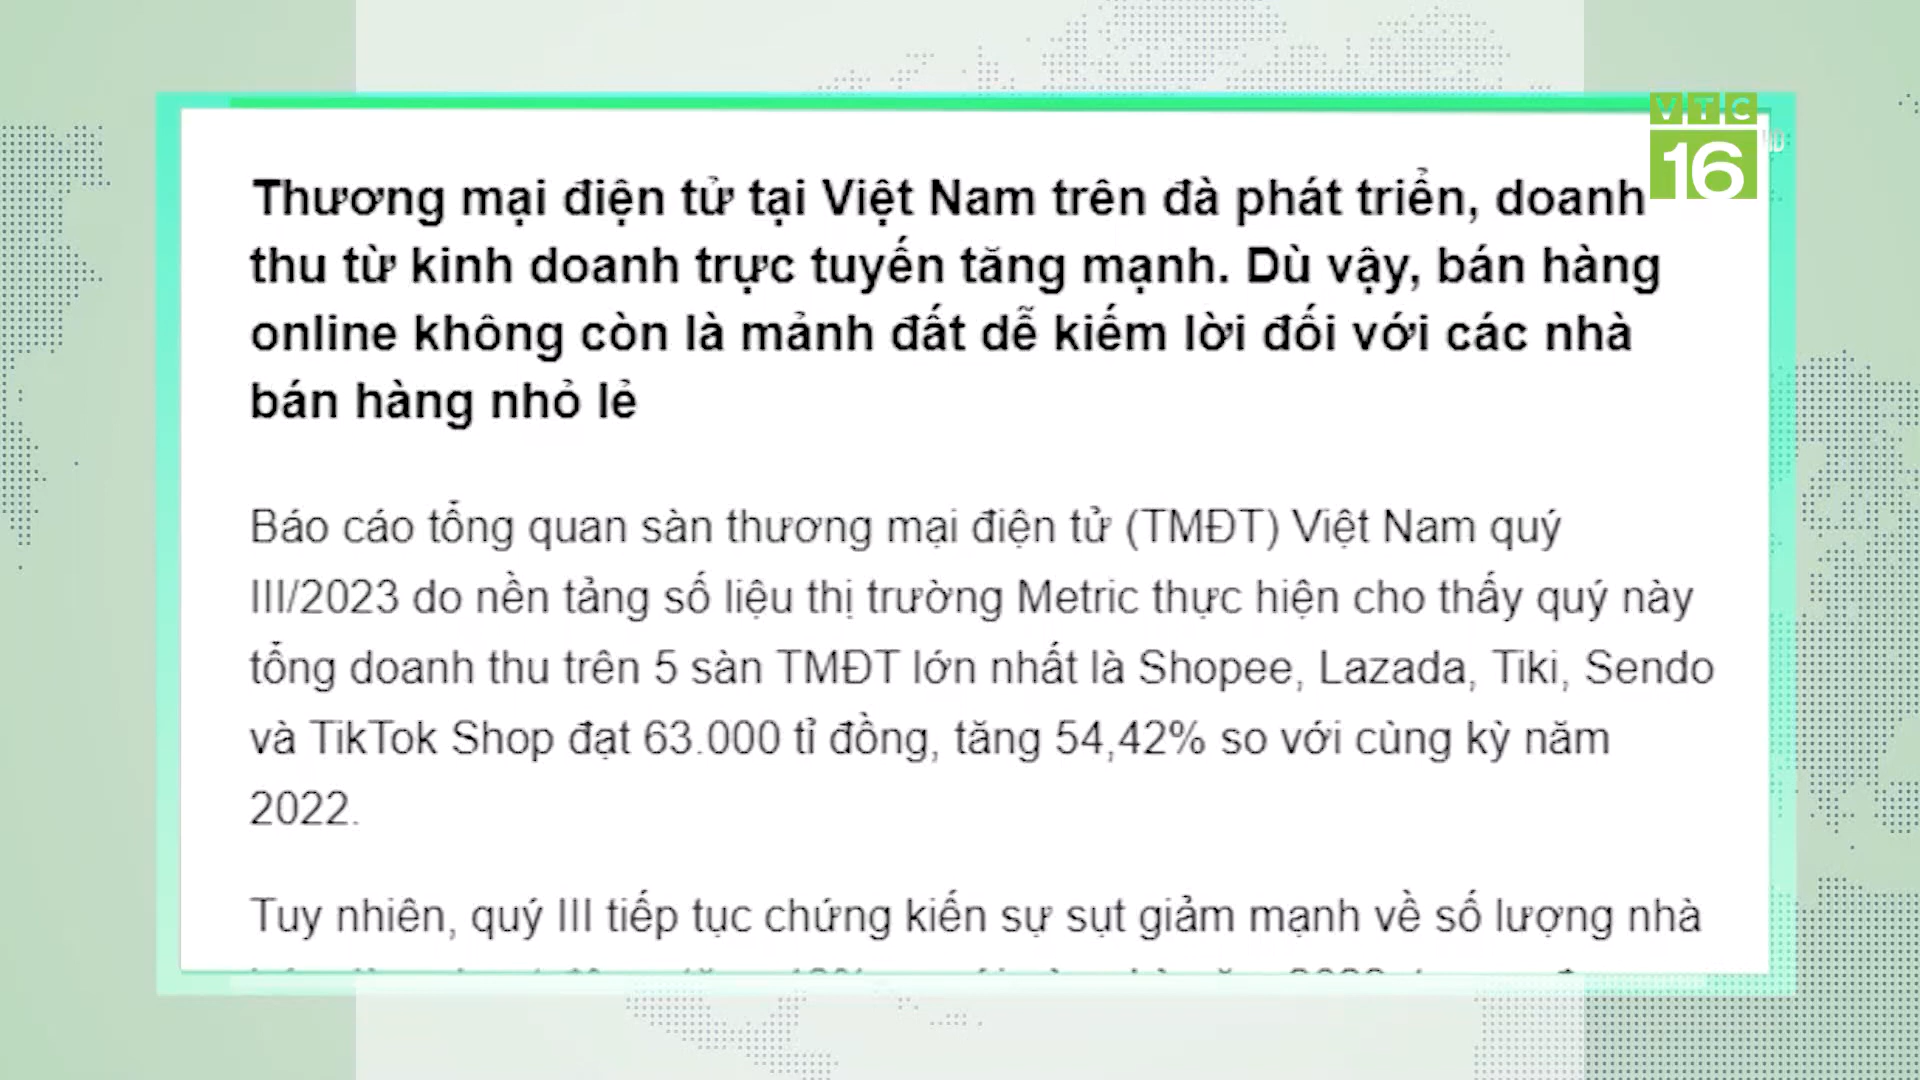 VTC
16
HD
Thương mại điện tử tại Việt Nam trên đà phát triển, doanh
thu từ kinh doanh trực tuyến tăng mạnh. Dù vậy, bán hàng
online không còn là mảnh đất dễ kiếm lời đối với các nhà
bán hàng nhỏ lẻ
Báo cáo tổng quan sàn thương mại điện tử (TMĐT) Việt Nam quý
III/2023 do nền tảng số liệu thị trường Metric thực hiện cho thấy quý này
tổng doanh thu trên 5 sàn TMĐT lớn nhất là Shopee, Lazada, Tiki, Sendo
và TikTok Shop đạt 63.000 tỉ đồng, tăng 54,42% so với cùng kỳ năm
2022.
Tuy nhiên, quý III tiếp tục chứng kiến sự sụt giảm mạnh về số lượng nhà